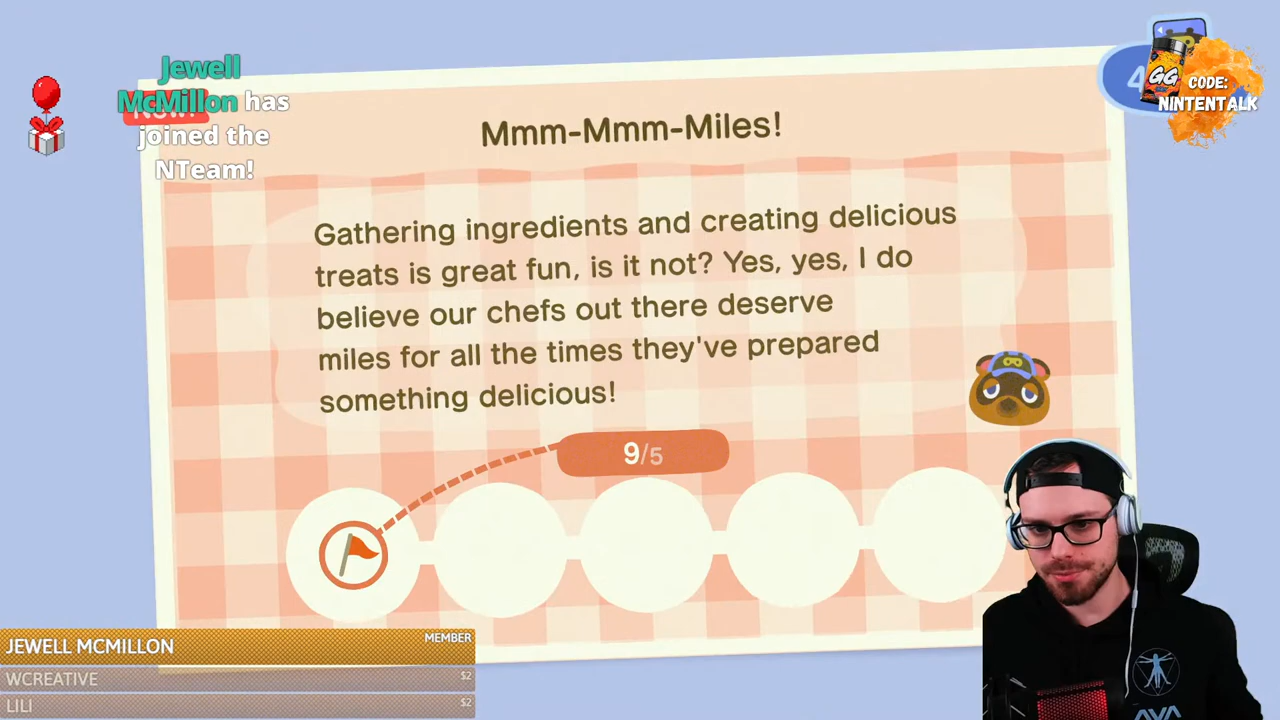 Jewell
McMillon has
joined the
NTeam!
Mmm-Mmm-Miles!
Gathering ingredients and creating delicious
treats is great fun, is it not? Yes, yes, I do
believe our chefs out there deserve
miles for all the times they've prepared
something delicious!
9/5
GG
CODE:
NINTENTALK
JEWELL MCMILLON MEMBER
WCREATIVE $2
LILI $2